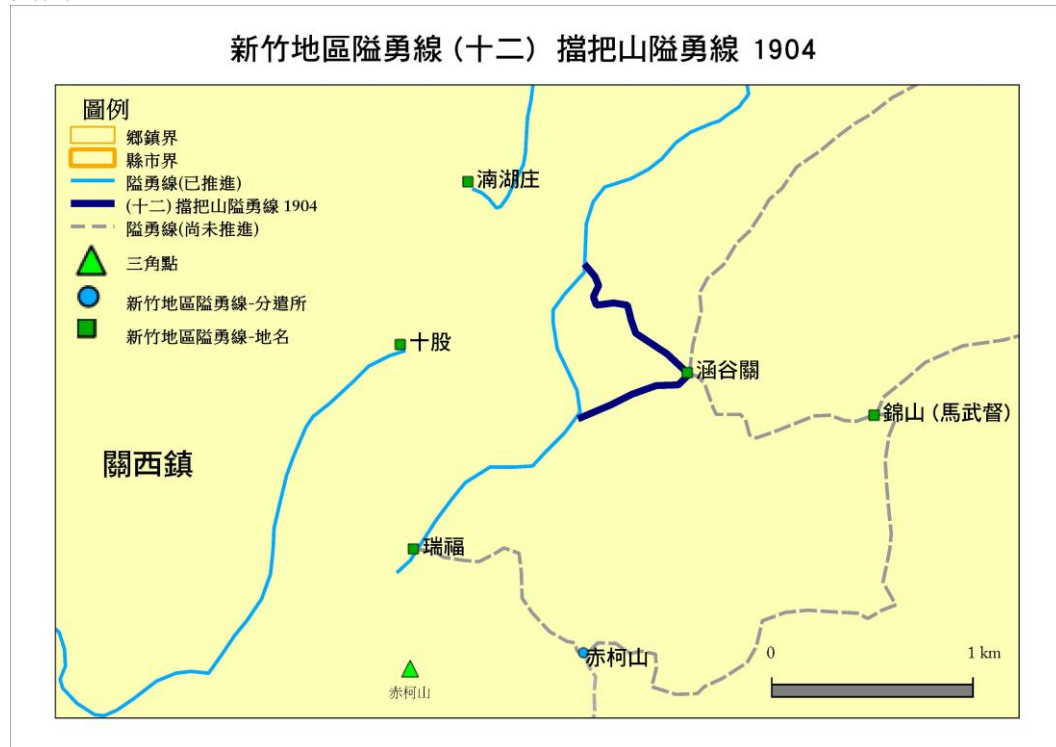 新竹地區隘勇線(十二) 擋把山隘勇線 1904
圖例
鄉鎮界
縣市界
隘勇線(已推進)
(十二) 擋把山隘勇線 1904
隘勇線(尚未推進)
三角點
新竹地區隘勇線-分遣所
新竹地區隘勇線-地名
湳湖庄
十股
涵谷關
錦山 (馬武督)
關西鎮
瑞福
赤柯山
赤柯山
0
1 km